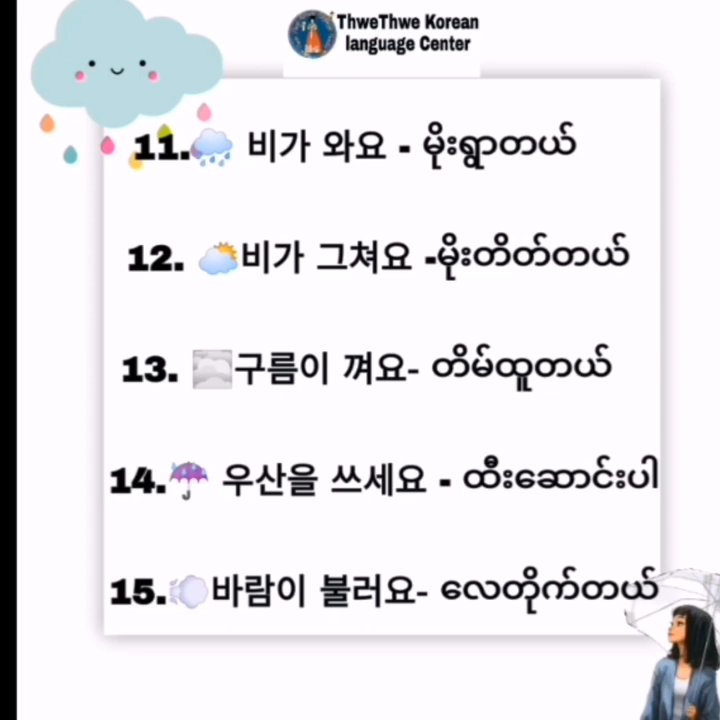 ThweThwe Korean
language Center
11.🌧️ 비가 와요 - မိုးရွာတယ်
12. 🌥️비가 그쳐요 -မိုးတိတ်တယ်
13. 🌫️구름이 껴요- တိမ်ထူတယ်
14.☔ 우산을 쓰세요 - ထီးဆောင်းပါ
15.💨바람이 불러요- လေတိုက်တယ်